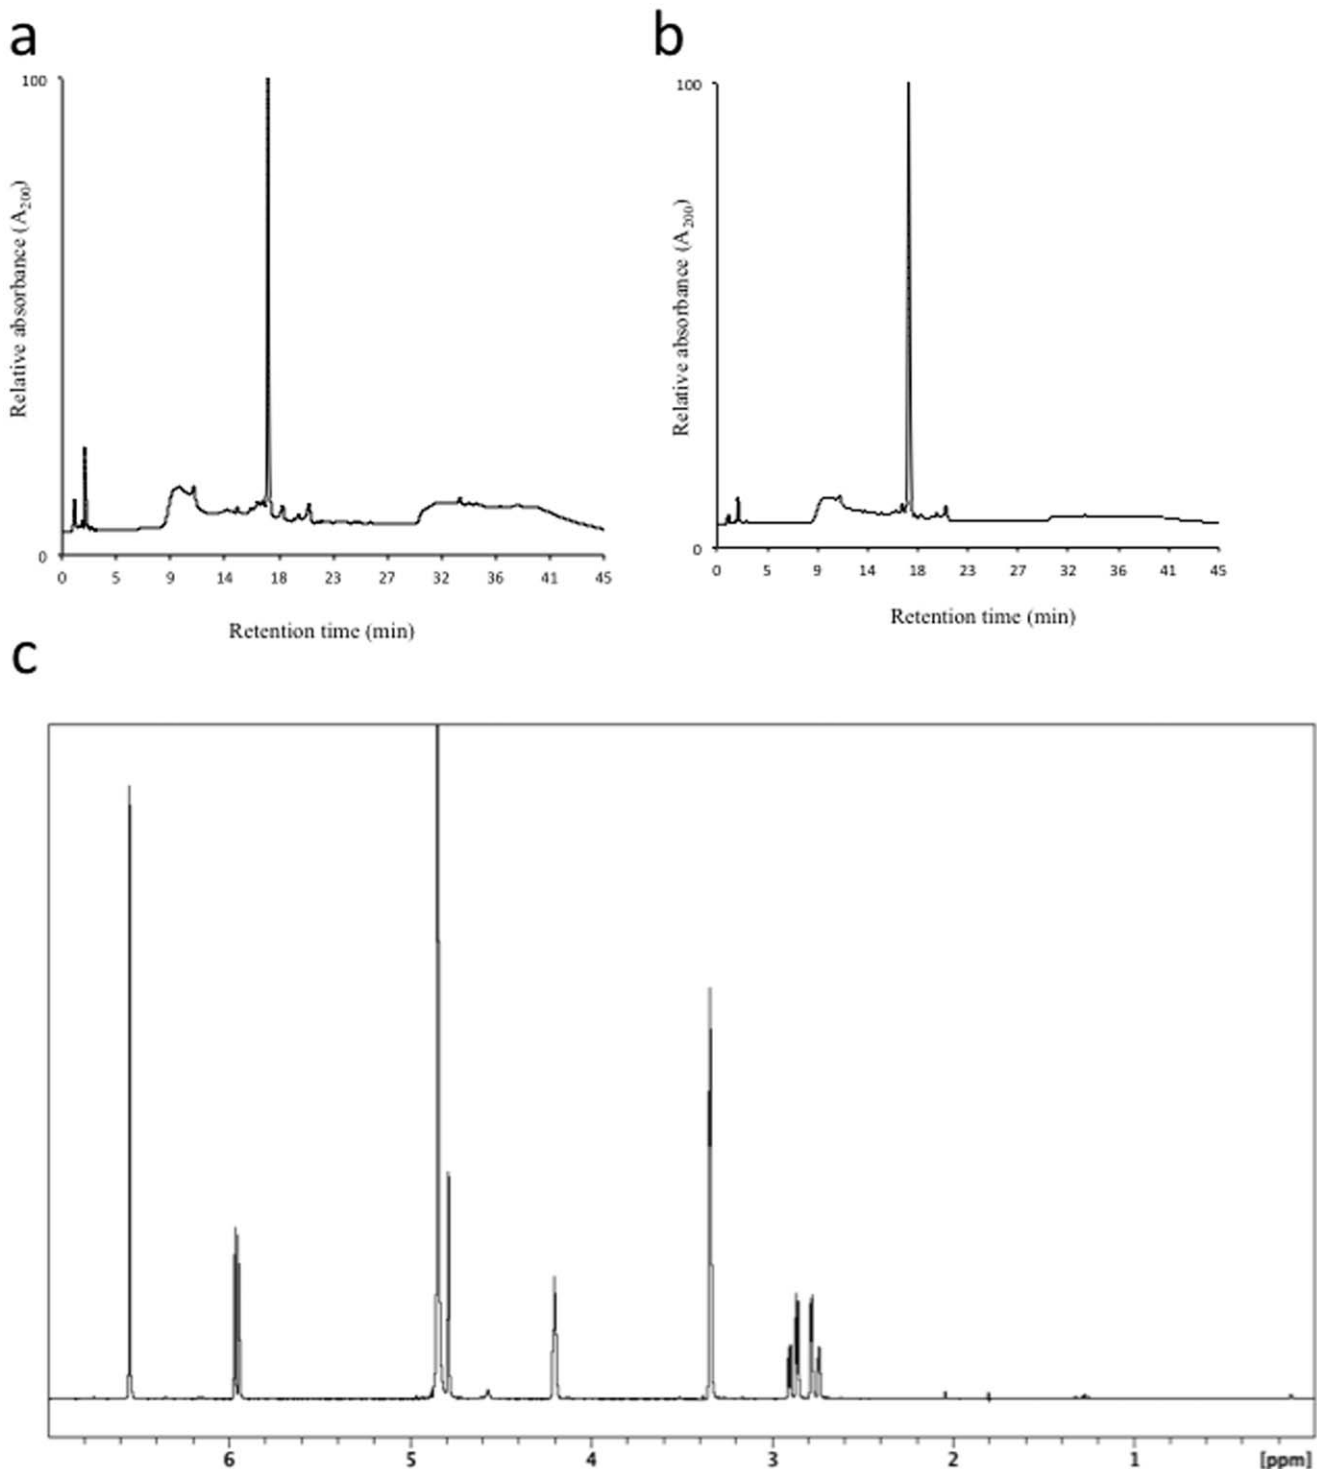 a
b
100
Relative absorbance (A200)
0
0 5 9 14 18 23 27 32 36 41 45
Retention time (min)
100
Relative absorbance (A200)
0
0 5 9 14 18 23 27 32 36 41 45
Retention time (min)
c
6 5 4 3 2 1 [ppm]